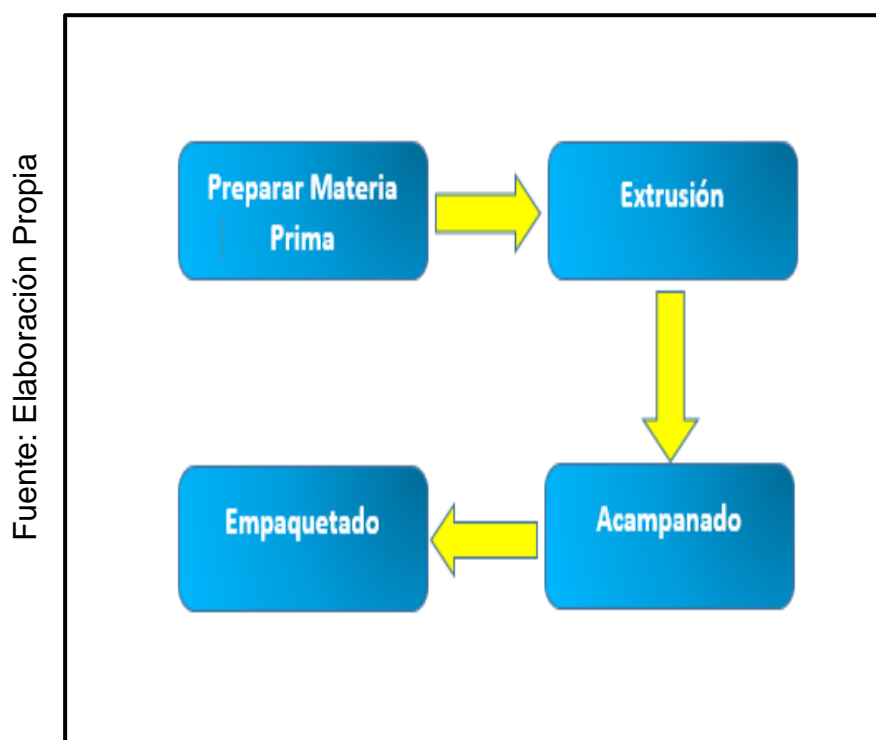 Fuente: Elaboración Propia
Preparar Materia
Prima
Extrusión
Acampanado
Empaquetado